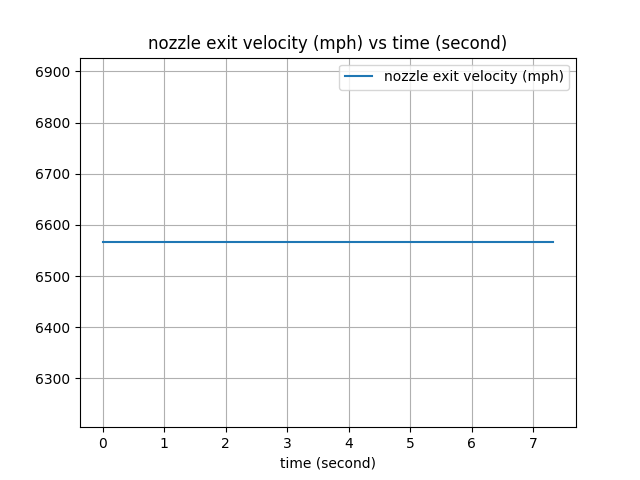 nozzle exit velocity (mph) vs time (second)
nozzle exit velocity (mph)
6900
6800
6700
6600
6500
6400
6300
0 1 2 3 4 5 6 7
time (second)